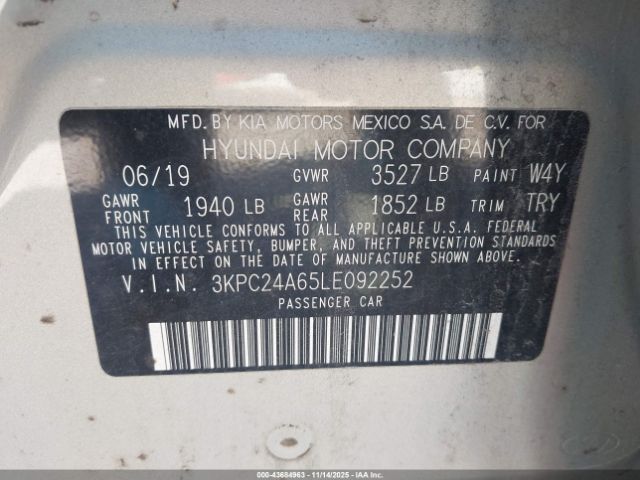 MFD. BY KIA MOTORS MEXICO S.A. DE C.V. FOR
HYUNDAI MOTOR COMPANY
06/19 GVWR 3527 LB PAINT W4Y
GAWR FRONT 1940 LB GAWR REAR 1852 LB TRIM TRY
THIS VEHICLE CONFORMS TO ALL APPLICABLE U.S.A. FEDERAL
MOTOR VEHICLE SAFETY, BUMPER, AND THEFT PREVENTION STANDARDS
IN EFFECT ON THE DATE OF MANUFACTURE SHOWN ABOVE.
V.I.N. 3KPC24A65LE092252
PASSENGER CAR
000-43684963 - 11/14/2025 - IAAI.CA